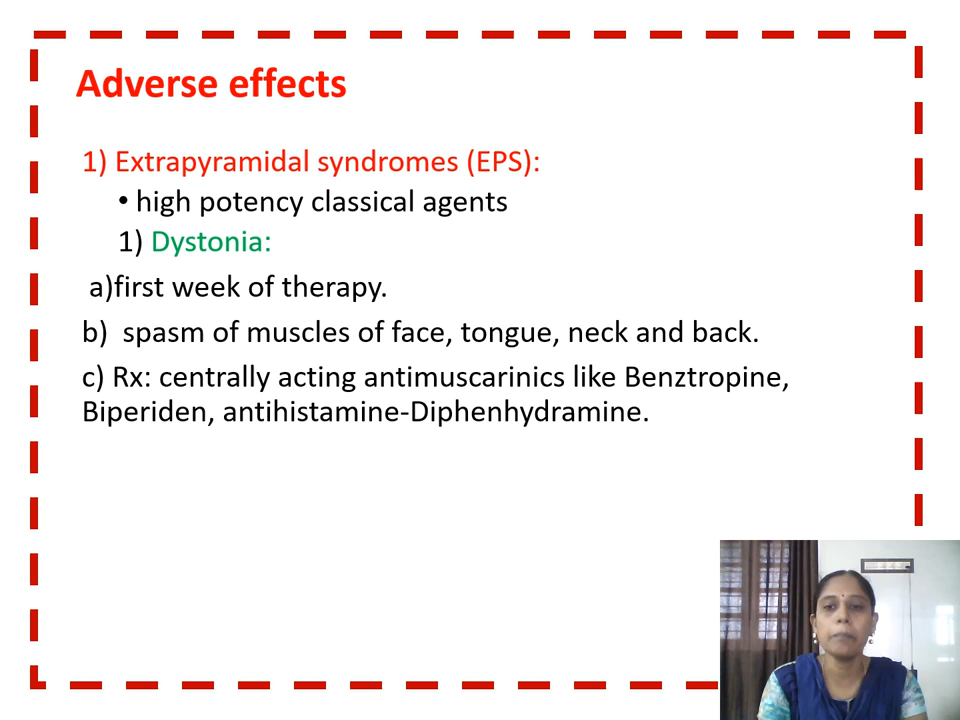 Adverse effects
1) Extrapyramidal syndromes (EPS):
• high potency classical agents
1) Dystonia:
a)first week of therapy.
b) spasm of muscles of face, tongue, neck and back.
c) Rx: centrally acting antimuscarinics like Benztropine,
Biperiden, antihistamine-Diphenhydramine.